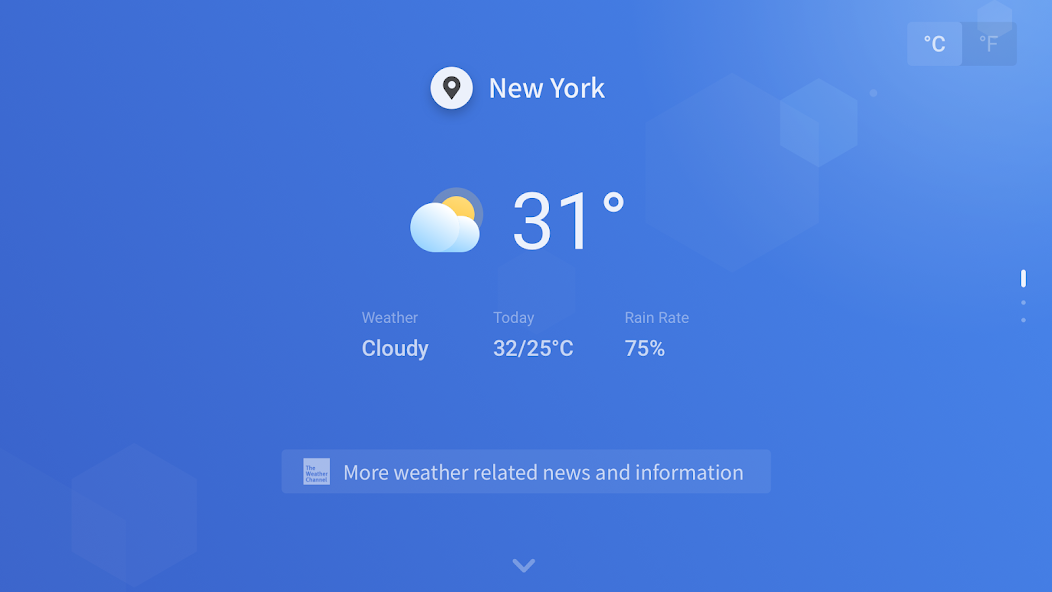 °C °F
New York
31°
Weather Today Rain Rate
Cloudy 32/25°C 75%
The
Weather
Channel
More weather related news and information